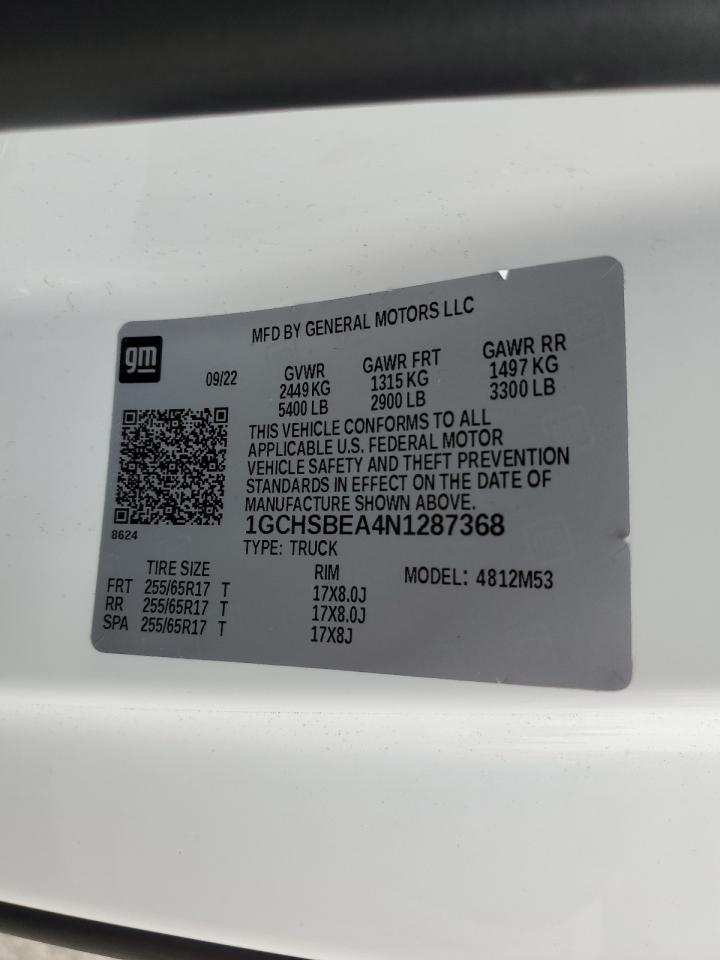 MFD BY GENERAL MOTORS LLC
gm
09/22
GVWR GAWR FRT GAWR RR
2449 KG 1315 KG 1497 KG
5400 LB 2900 LB 3300 LB
THIS VEHICLE CONFORMS TO ALL
APPLICABLE U.S. FEDERAL MOTOR
VEHICLE SAFETY AND THEFT PREVENTION
STANDARDS IN EFFECT ON THE DATE OF
MANUFACTURE SHOWN ABOVE.
8624
1GCHSBEA4N1287368
TYPE: TRUCK
TIRE SIZE RIM MODEL: 4812M53
FRT 255/65R17 T 17X8.0J
RR 255/65R17 T 17X8.0J
SPA 255/65R17 T 17X8J